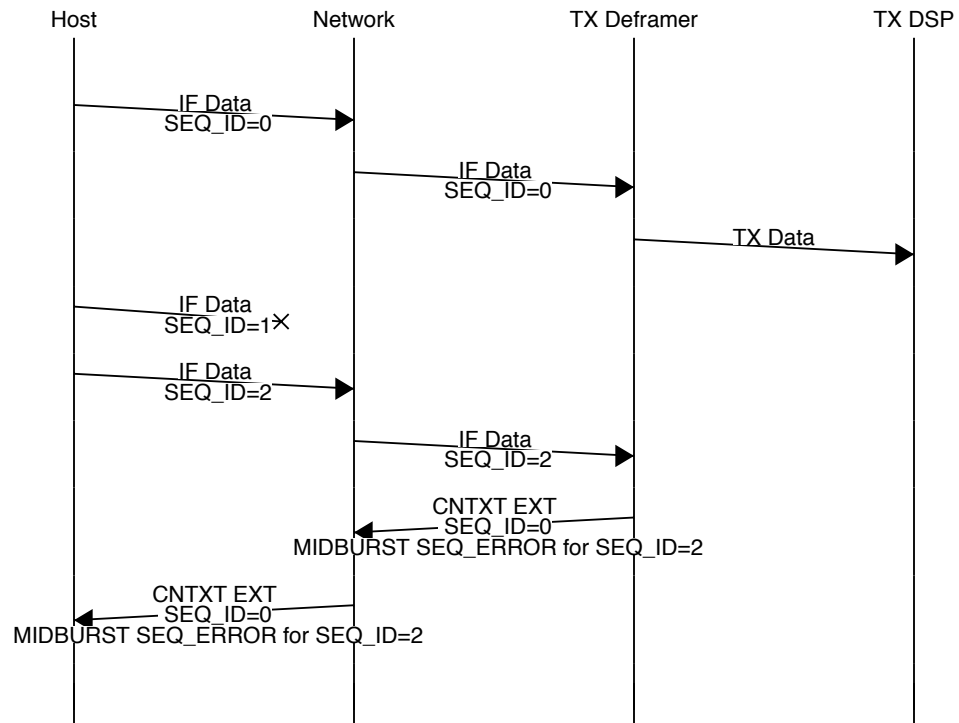 Host Network TX Deframer TX DSP
IF Data
SEQ_ID=0
IF Data
SEQ_ID=0
TX Data
IF Data
SEQ_ID=1
IF Data
SEQ_ID=2
IF Data
SEQ_ID=2
CNTXT EXT
SEQ_ID=0
MIDBURST SEQ_ERROR for SEQ_ID=2
CNTXT EXT
SEQ_ID=0
MIDBURST SEQ_ERROR for SEQ_ID=2